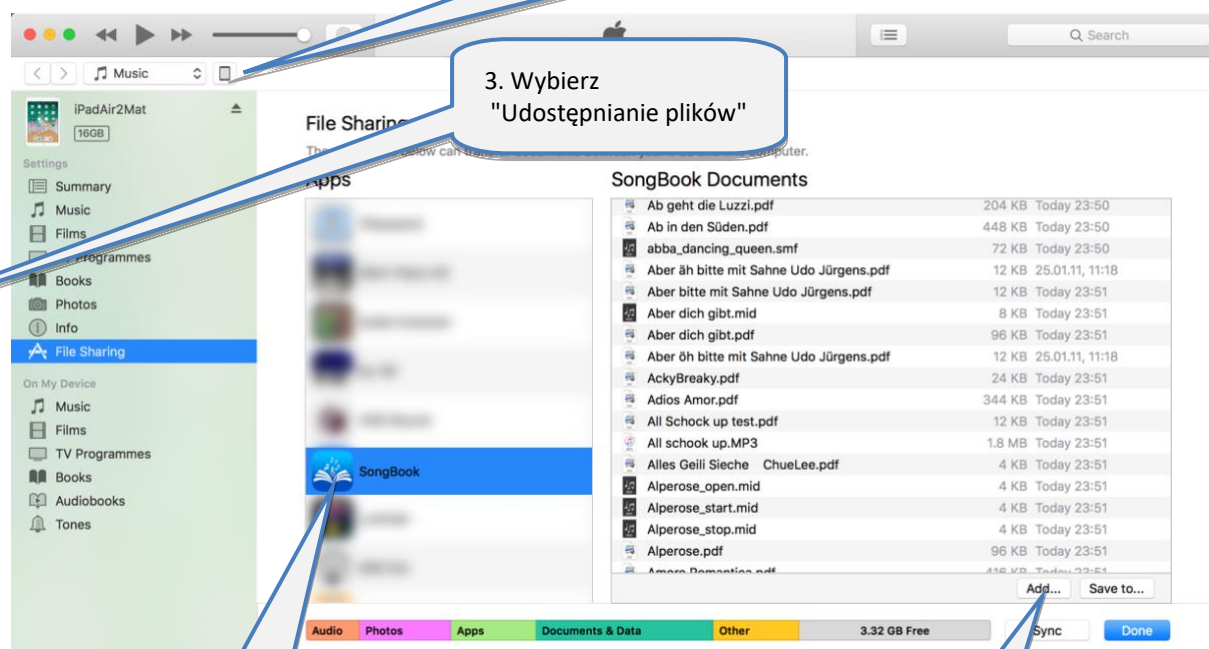 Search
Music
3. Wybierz
"Udostępnianie plików"
iPadAir2Mat
16GB
Settings
Summary
Music
Films
Programmes
Books
Photos
Info
File Sharing
On My Device
Music
Films
TV Programmes
Books
Audiobooks
Tones
File Sharing
below can
computer.
Apps
SongBook
SongBook Documents
Ab geht die Luzzi.pdf 204 KB Today 23:50
Ab in den Süden.pdf 448 KB Today 23:50
abba_dancing_queen.smf 72 KB Today 23:50
Aber äh bitte mit Sahne Udo Jürgens.pdf 12 KB 25.01.11, 11:18
Aber bitte mit Sahne Udo Jürgens.pdf 12 KB Today 23:51
Aber dich gibt.mid 8 KB Today 23:51
Aber dich gibt.pdf 96 KB Today 23:51
Aber öh bitte mit Sahne Udo Jürgens.pdf 12 KB 25.01.11, 11:18
AckyBreaky.pdf 24 KB Today 23:51
Adios Amor.pdf 344 KB Today 23:51
All Schock up test.pdf 12 KB Today 23:51
All schook up.MP3 1.8 MB Today 23:51
Alles Geili Sieche ChueLee.pdf 4 KB Today 23:51
Alperose_open.mid 4 KB Today 23:51
Alperose_start.mid 4 KB Today 23:51
Alperose_stop.mid 4 KB Today 23:51
Alperose.pdf 96 KB Today 23:51
Amore Romantica.pdf 416 KB Today 23:51
Add... Save to...
Audio Photos Apps Documents & Data Other 3.32 GB Free Sync Done